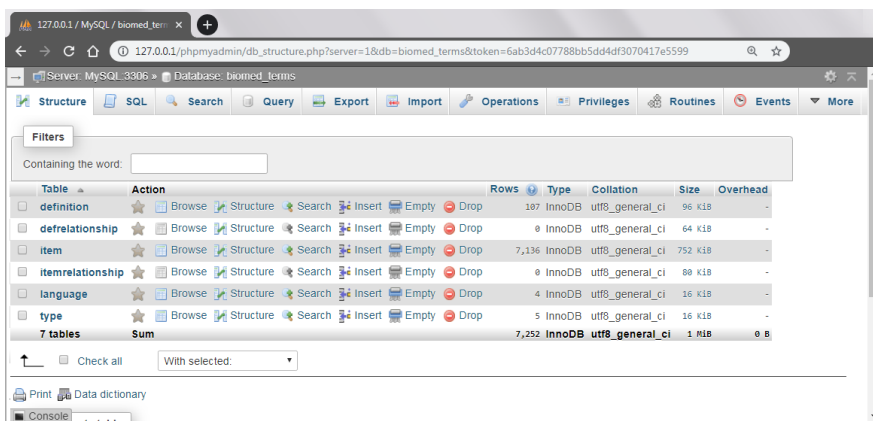 127.0.0.1 / MySQL / biomed_term
127.0.0.1/phpmyadmin/db_structure.php?server=1&db=biomed_terms&token=6ab3d4c07788bb5dd4df3070417e5599
Server: MySQL:3306 » Database: biomed_terms
Structure SQL Search Query Export Import Operations Privileges Routines Events More
Filters
Containing the word:
Table Action Rows Type Collation Size Overhead
definition Browse Structure Search Insert Empty Drop 107 InnoDB utf8_general_ci 96 KiB -
defrelationship Browse Structure Search Insert Empty Drop 0 InnoDB utf8_general_ci 64 KiB -
item Browse Structure Search Insert Empty Drop 7,136 InnoDB utf8_general_ci 752 KiB -
itemrelationship Browse Structure Search Insert Empty Drop 0 InnoDB utf8_general_ci 80 KiB -
language Browse Structure Search Insert Empty Drop 4 InnoDB utf8_general_ci 16 KiB -
type Browse Structure Search Insert Empty Drop 5 InnoDB utf8_general_ci 16 KiB -
7 tables Sum 7,252 InnoDB utf8_general_ci 1 MiB 0 B
Check all With selected:
Print Data dictionary
Console